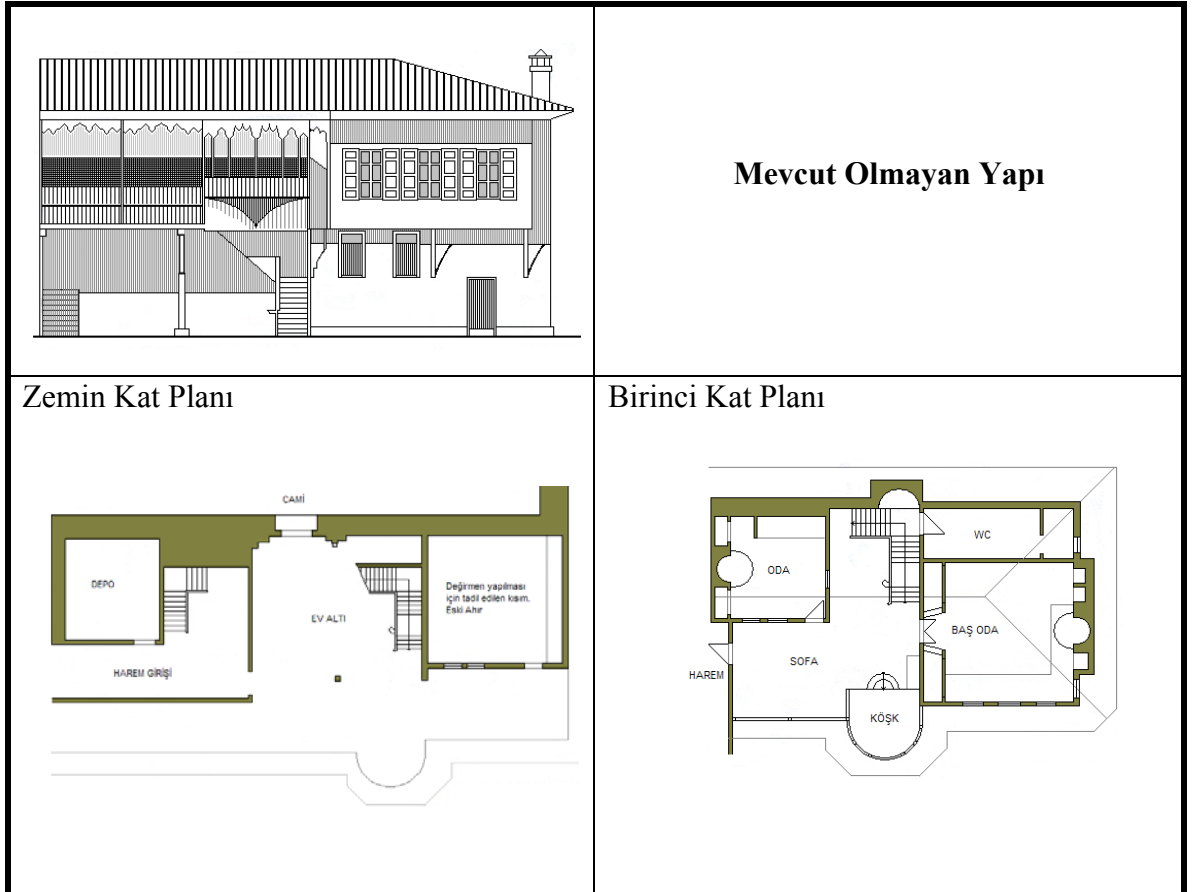 Mevcut Olmayan Yapı
Zemin Kat Planı
CAMİ
DEPO
EV ALTI
Değirmen yapılması
için tadil edilen kısım.
Eski Ahır
HAREM GİRİŞİ
Birinci Kat Planı
WC
ODA
BAŞ ODA
SOFA
HAREM
KÖŞK